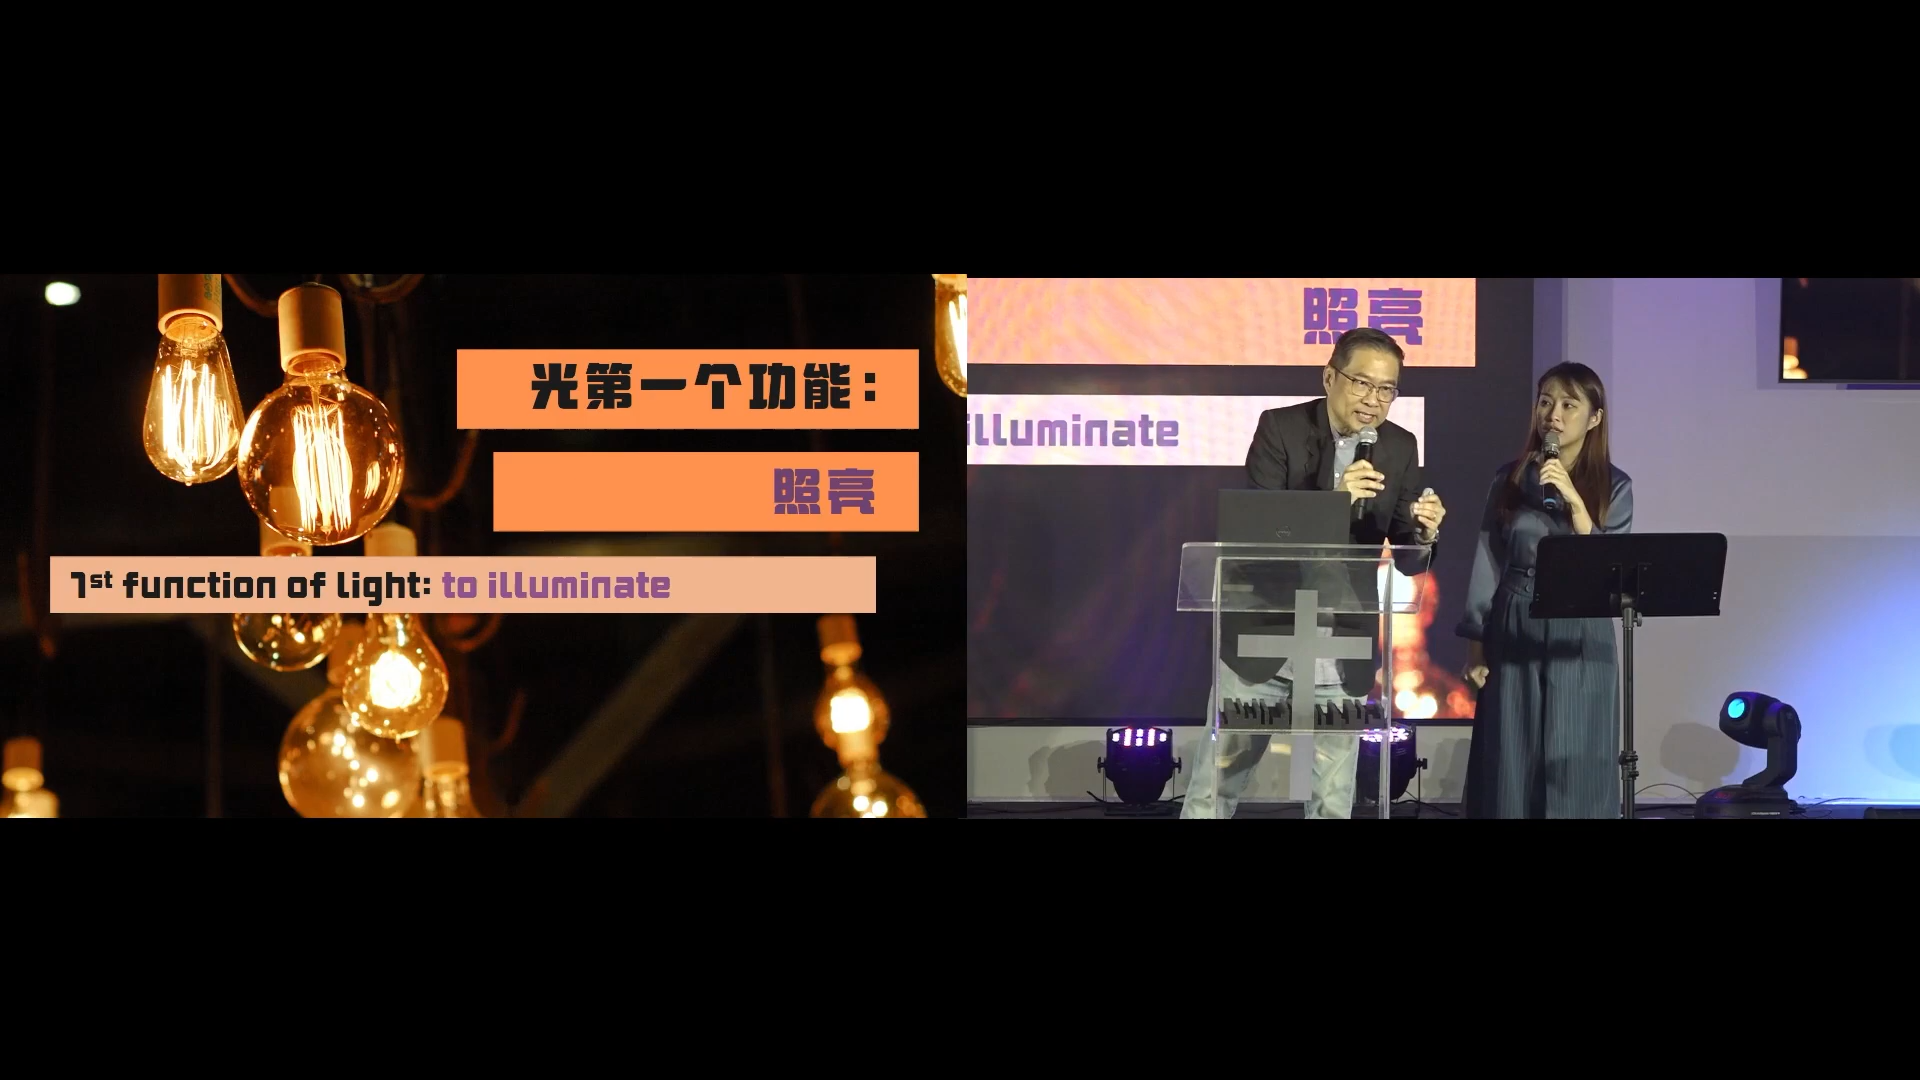 光第一个功能：
照亮
1st function of light: to illuminate
照亮
illuminate